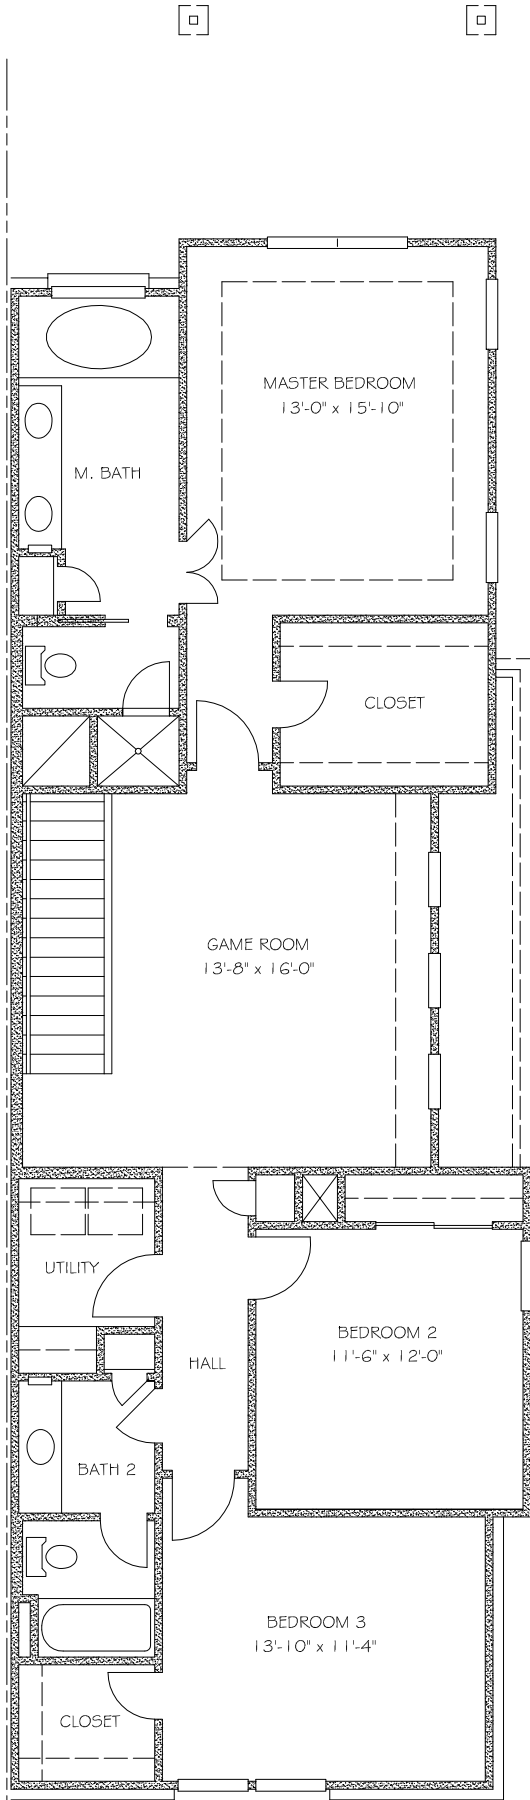 MASTER BEDROOM
13'-0" x 15'-10"
M. BATH
CLOSET
GAME ROOM
13'-8" x 16'-0"
UTILITY
BEDROOM 2
11'-6" x 12'-0"
HALL
BATH 2
BEDROOM 3
13'-10" x 11'-4"
CLOSET